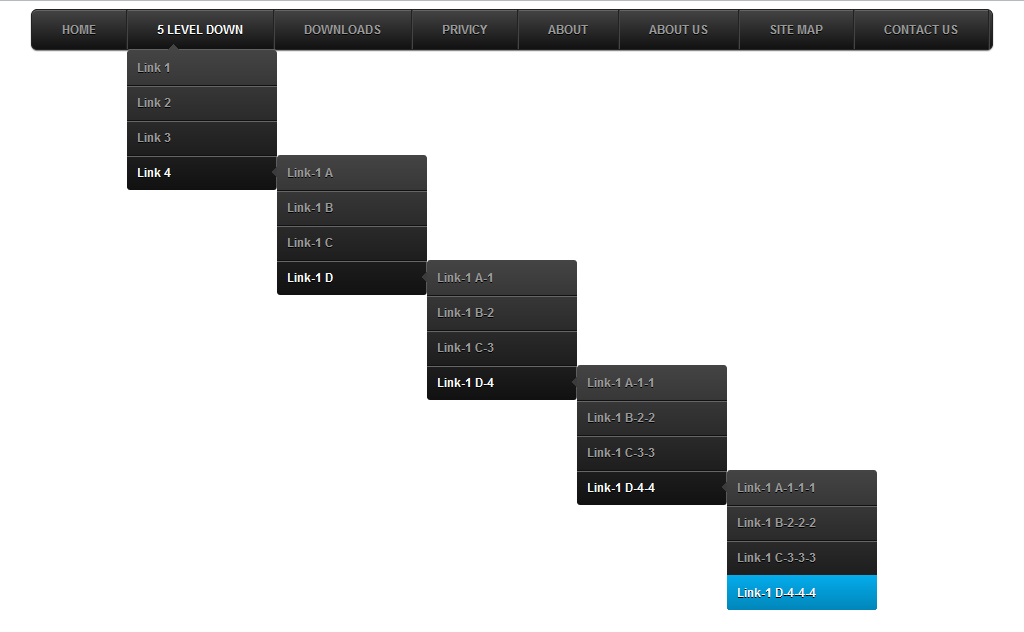 HOME 5 LEVEL DOWN DOWNLOADS PRIVICY ABOUT ABOUT US SITE MAP CONTACT US
Link 1
Link 2
Link 3
Link 4
Link-1 A
Link-1 B
Link-1 C
Link-1 D
Link-1 A-1
Link-1 B-2
Link-1 C-3
Link-1 D-4
Link-1 A-1-1
Link-1 B-2-2
Link-1 C-3-3
Link-1 D-4-4
Link-1 A-1-1-1
Link-1 B-2-2-2
Link-1 C-3-3-3
Link-1 D-4-4-4